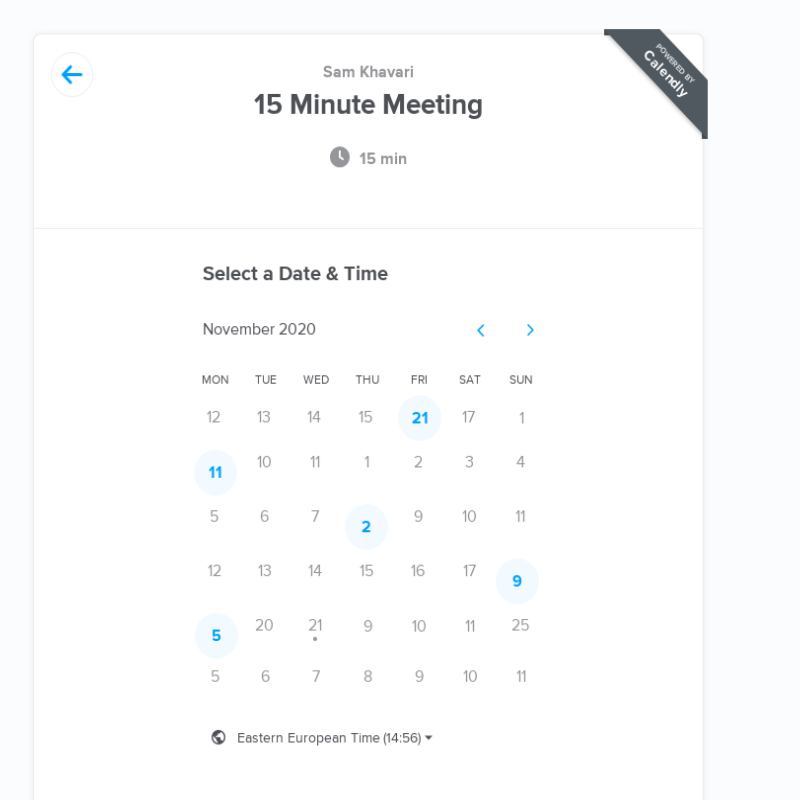 Sam Khavari
POWERED BY
Calendly
15 Minute Meeting
15 min
Select a Date & Time
November 2020
MON TUE WED THU FRI SAT SUN
12 13 14 15 21 17 1
11 10 11 1 2 3 4
5 6 7 2 9 10 11
12 13 14 15 16 17 9
5 20 21 9 10 11 25
5 6 7 8 9 10 11
Eastern European Time (14:56)